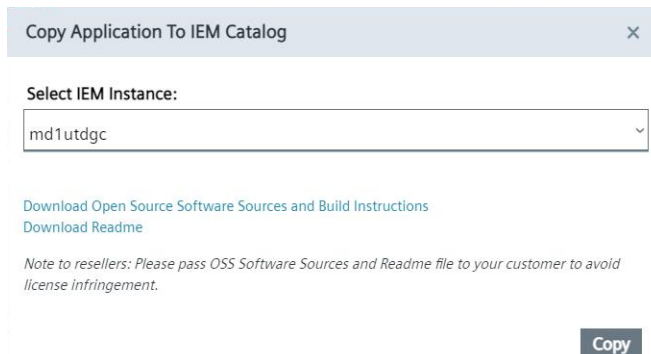 Copy Application To IEM Catalog
Select IEM Instance:
md1utdgc
Download Open Source Software Sources and Build Instructions
Download Readme
Note to resellers: Please pass OSS Software Sources and Readme file to your customer to avoid
license infringement.
Copy